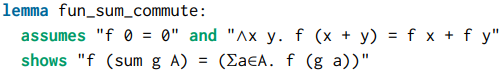 lemma fun_sum_commute:
assumes "f 0 = 0" and "⋀x y. f (x + y) = f x + f y"
shows "f (sum g A) = (∑a∈A. f (g a))"